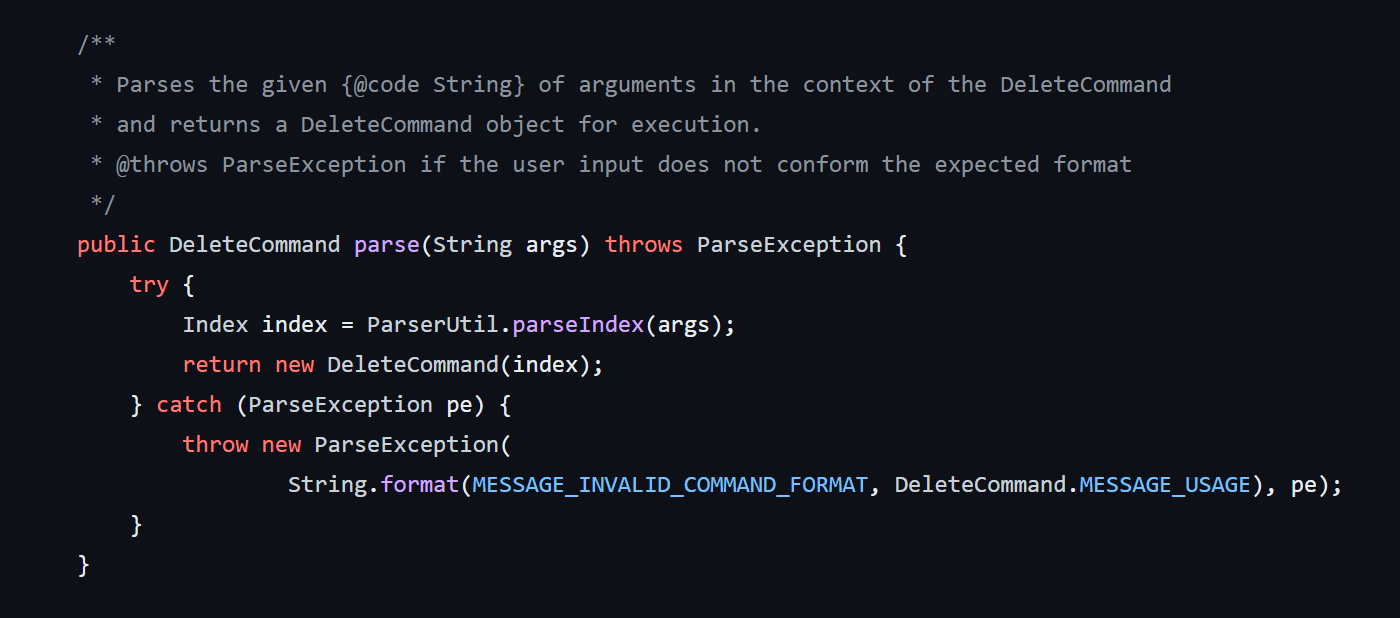 /**
 * Parses the given {@code String} of arguments in the context of the DeleteCommand
 * and returns a DeleteCommand object for execution.
 * @throws ParseException if the user input does not conform the expected format
 */
public DeleteCommand parse(String args) throws ParseException {
    try {
        Index index = ParserUtil.parseIndex(args);
        return new DeleteCommand(index);
    } catch (ParseException pe) {
        throw new ParseException(
                String.format(MESSAGE_INVALID_COMMAND_FORMAT, DeleteCommand.MESSAGE_USAGE), pe);
    }
}